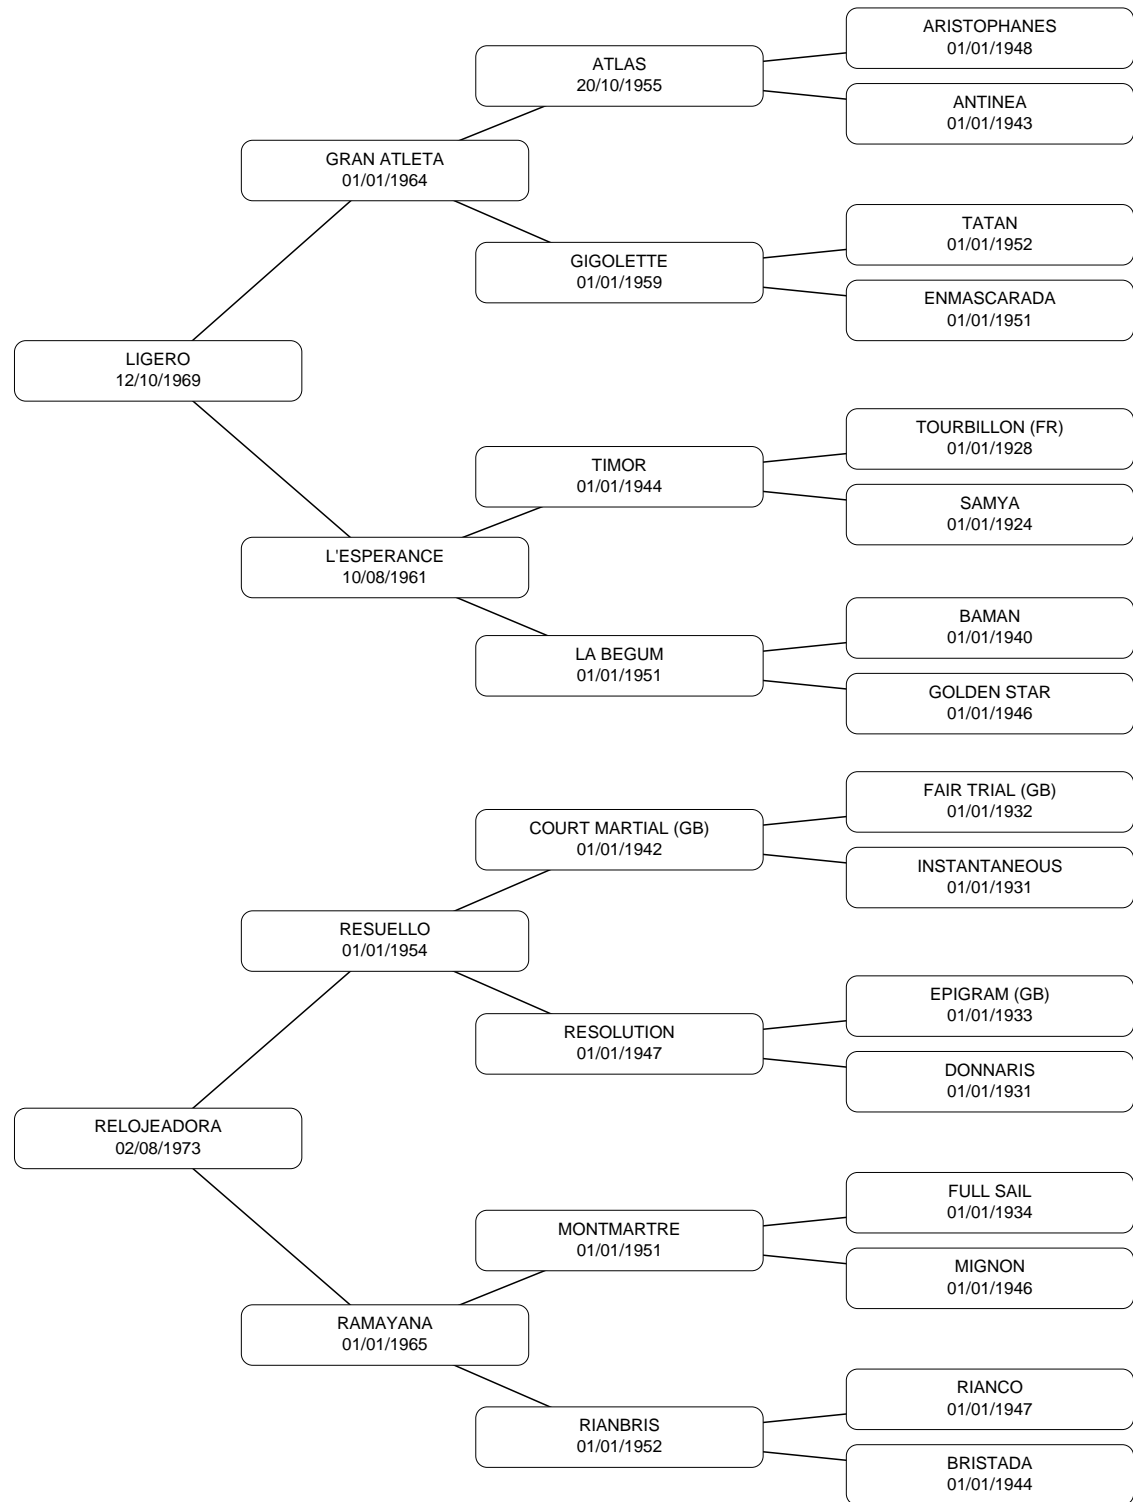 ARISTOPHANES
01/01/1948
ATLAS
20/10/1955
ANTINEA
01/01/1943
GRAN ATLETA
01/01/1964
TATAN
01/01/1952
GIGOLETTE
01/01/1959
ENMASCARADA
01/01/1951
LIGERO
12/10/1969
TOURBILLON (FR)
01/01/1928
TIMOR
01/01/1944
SAMYA
01/01/1924
L'ESPERANCE
10/08/1961
BAMAN
01/01/1940
LA BEGUM
01/01/1951
GOLDEN STAR
01/01/1946
FAIR TRIAL (GB)
01/01/1932
COURT MARTIAL (GB)
01/01/1942
INSTANTANEOUS
01/01/1931
RESUELLO
01/01/1954
EPIGRAM (GB)
01/01/1933
RESOLUTION
01/01/1947
DONNARIS
01/01/1931
RELOJEADORA
02/08/1973
FULL SAIL
01/01/1934
MONTMARTRE
01/01/1951
MIGNON
01/01/1946
RAMAYANA
01/01/1965
RIANCO
01/01/1947
RIANBRIS
01/01/1952
BRISTADA
01/01/1944